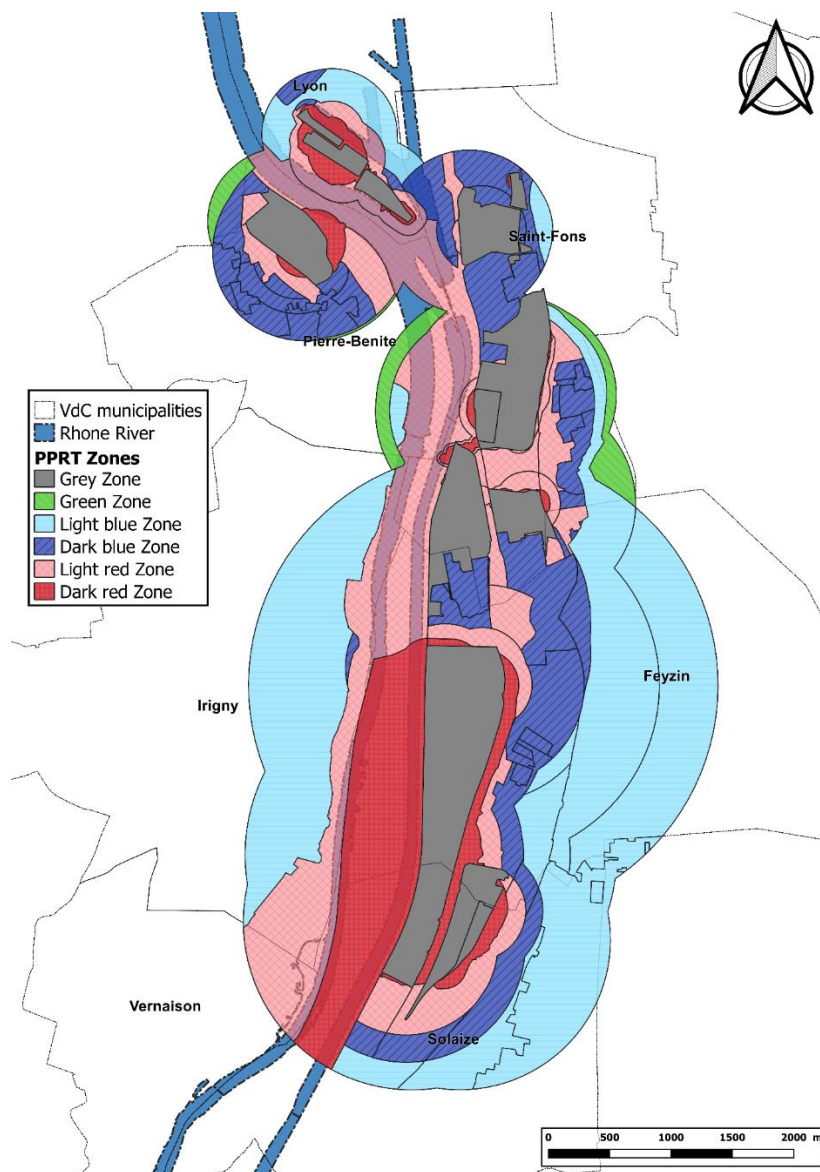 Lyon
Saint-Fons
Pierre-Benite
VdC municipalities
Rhone River
PPRT Zones
Grey Zone
Green Zone
Light blue Zone
Dark blue Zone
Light red Zone
Dark red Zone
Feyzin
Irigny
Vernaison
Solaize
0 500 1000 1500 2000 m